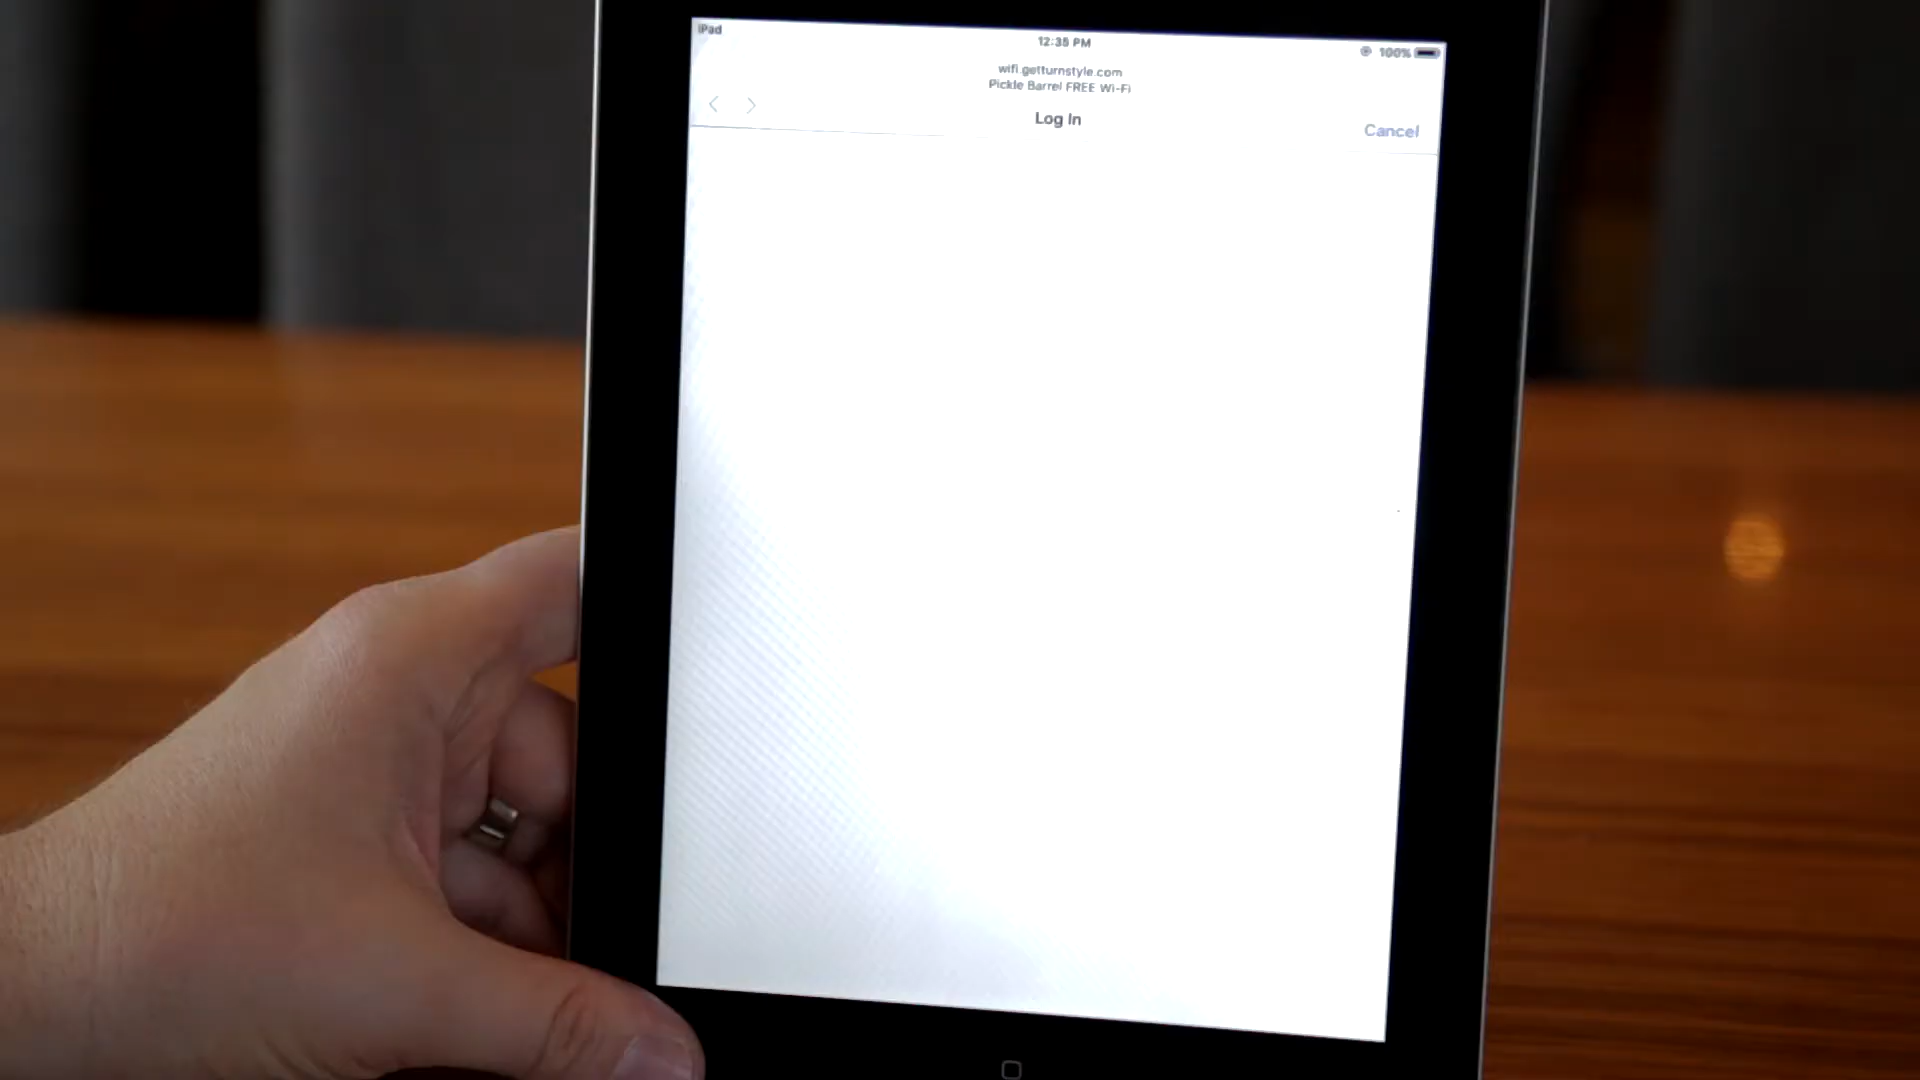 iPad
12:35 PM
100%
wifi.getturnstyle.com
Pickle Barrel FREE Wi-Fi
Log In
Cancel